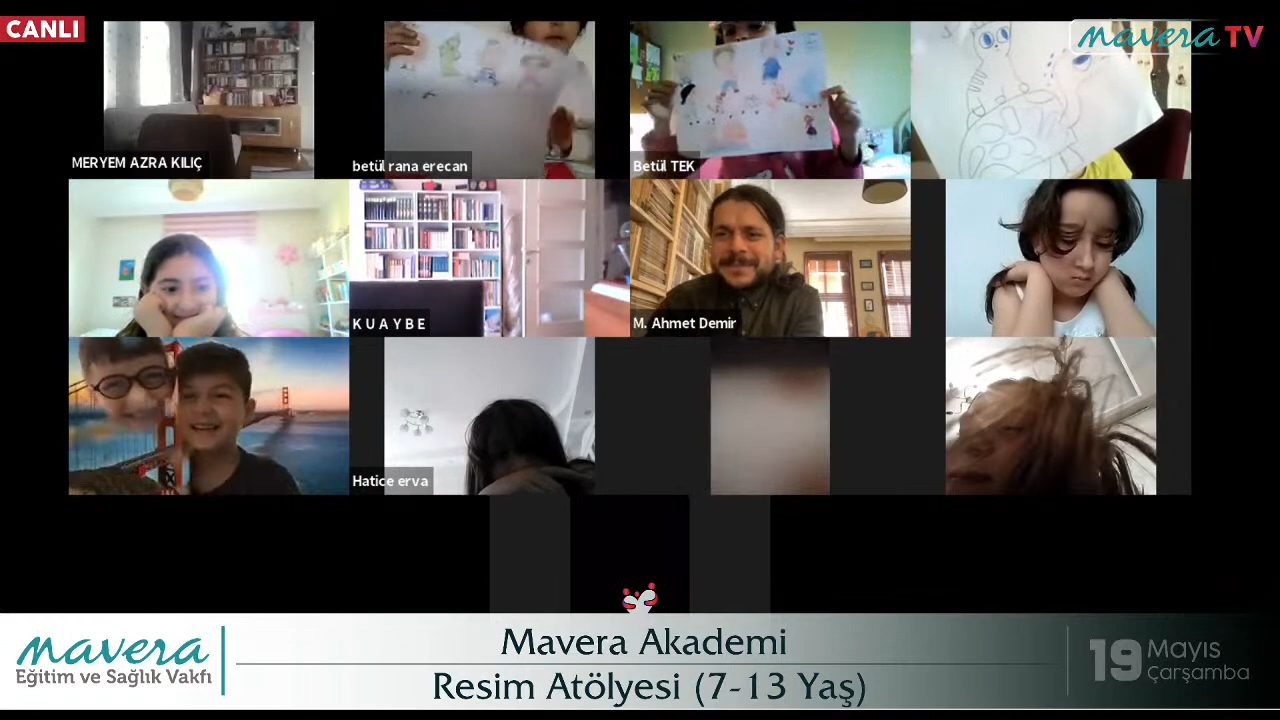 CANLI
mavera TV
MERYEM AZRA KILIÇ
betül rana erecan
Betül TEK
KUAYBE
M. Ahmet Demir
Hatice erva
mavera
Eğitim ve Sağlık Vakfı
Mavera Akademi
Resim Atölyesi (7-13 Yaş)
19 Mayıs
Çarşamba